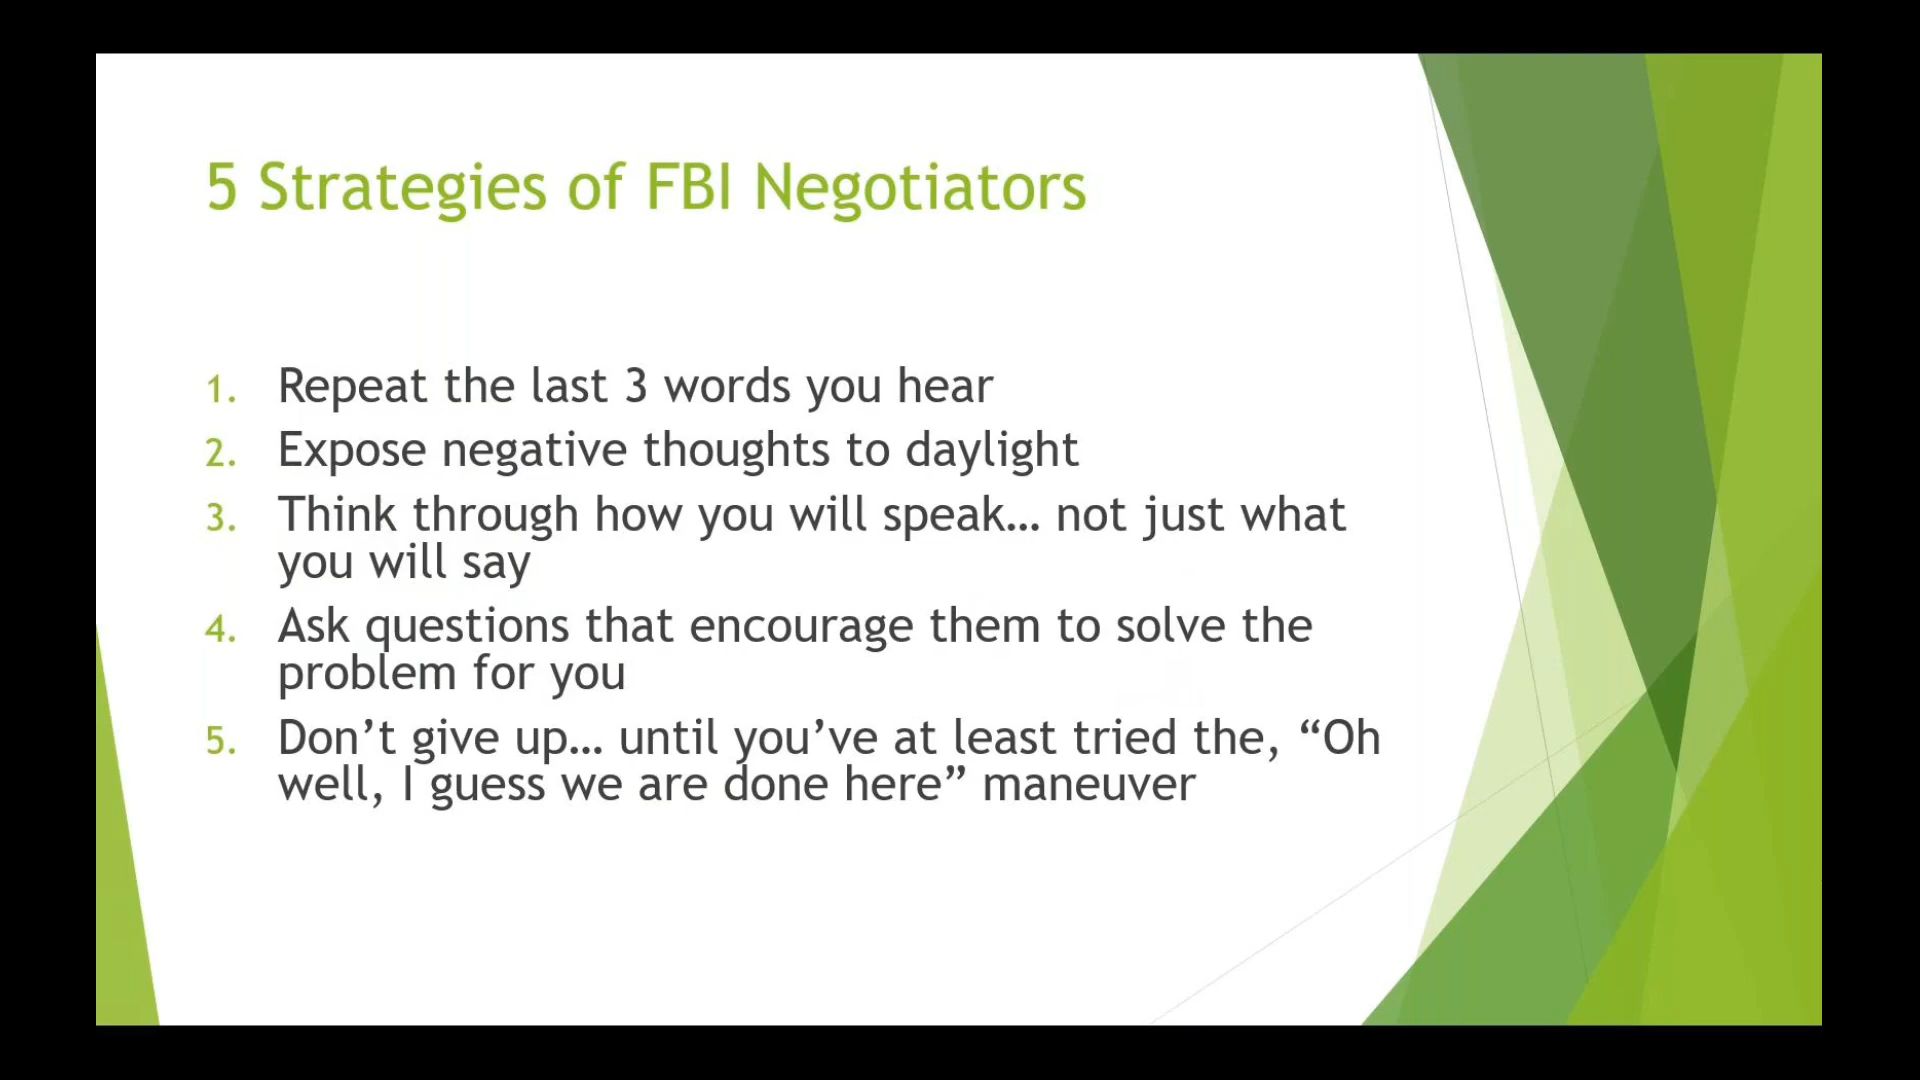 5 Strategies of FBI Negotiators
1. Repeat the last 3 words you hear
2. Expose negative thoughts to daylight
3. Think through how you will speak… not just what
you will say
4. Ask questions that encourage them to solve the
problem for you
5. Don’t give up… until you’ve at least tried the, “Oh
well, I guess we are done here” maneuver